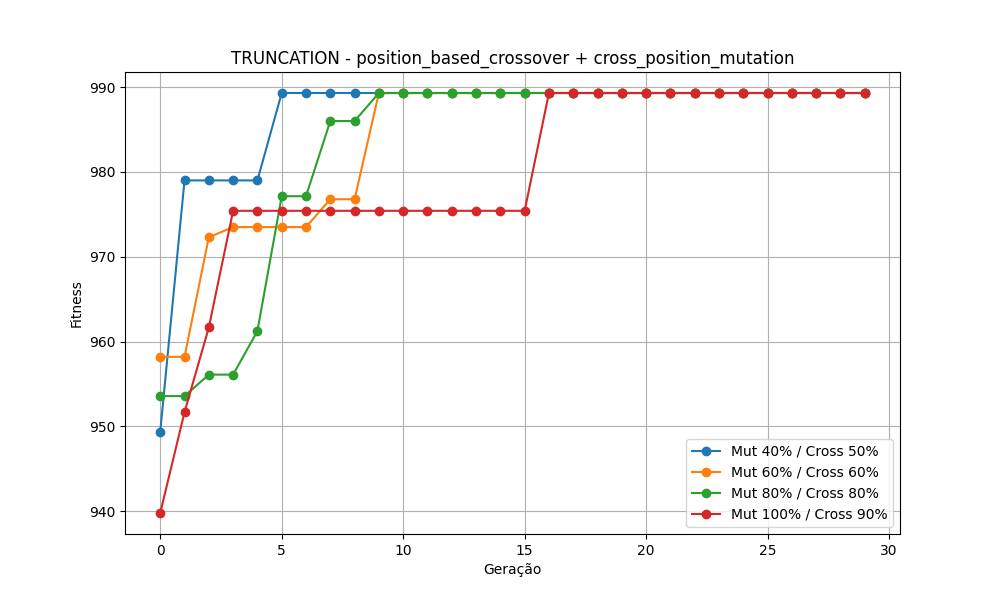 TRUNCATION - position_based_crossover + cross_position_mutation
Fitness
990
980
970
960
950
940
0 5 10 15 20 25 30
Geração
Mut 40% / Cross 50%
Mut 60% / Cross 60%
Mut 80% / Cross 80%
Mut 100% / Cross 90%